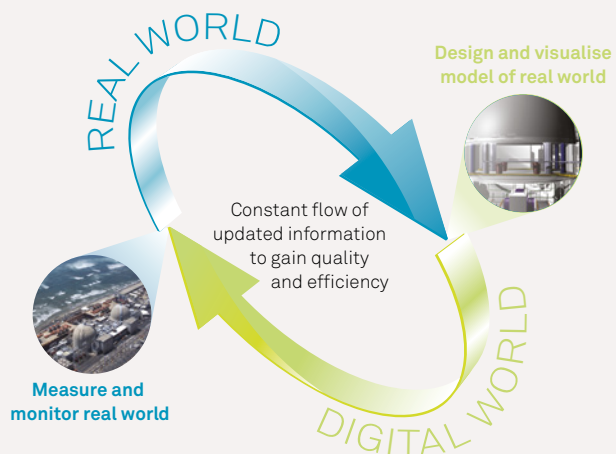 REAL WORLD
Design and visualise
model of real world
Constant flow of
updated information
to gain quality
and efficiency
Measure and
monitor real world
DIGITAL WORLD